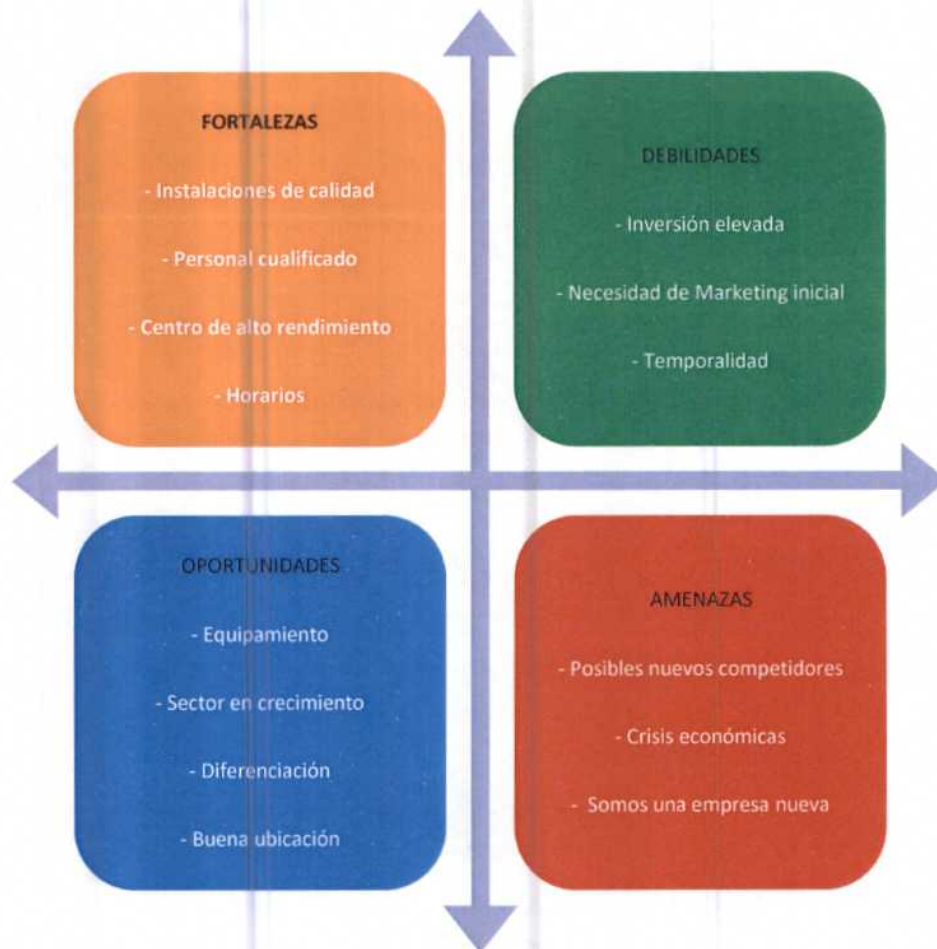 FORTALEZAS
- Instalaciones de calidad
- Personal cualificado
- Centro de alto rendimiento
- Horarios
DEBILIDADES
- Inversión elevada
- Necesidad de Marketing inicial
- Temporalidad
OPORTUNIDADES
- Equipamiento
- Sector en crecimiento
- Diferenciación
- Buena ubicación
AMENAZAS
- Posibles nuevos competidores
- Crisis económicas
- Somos una empresa nueva